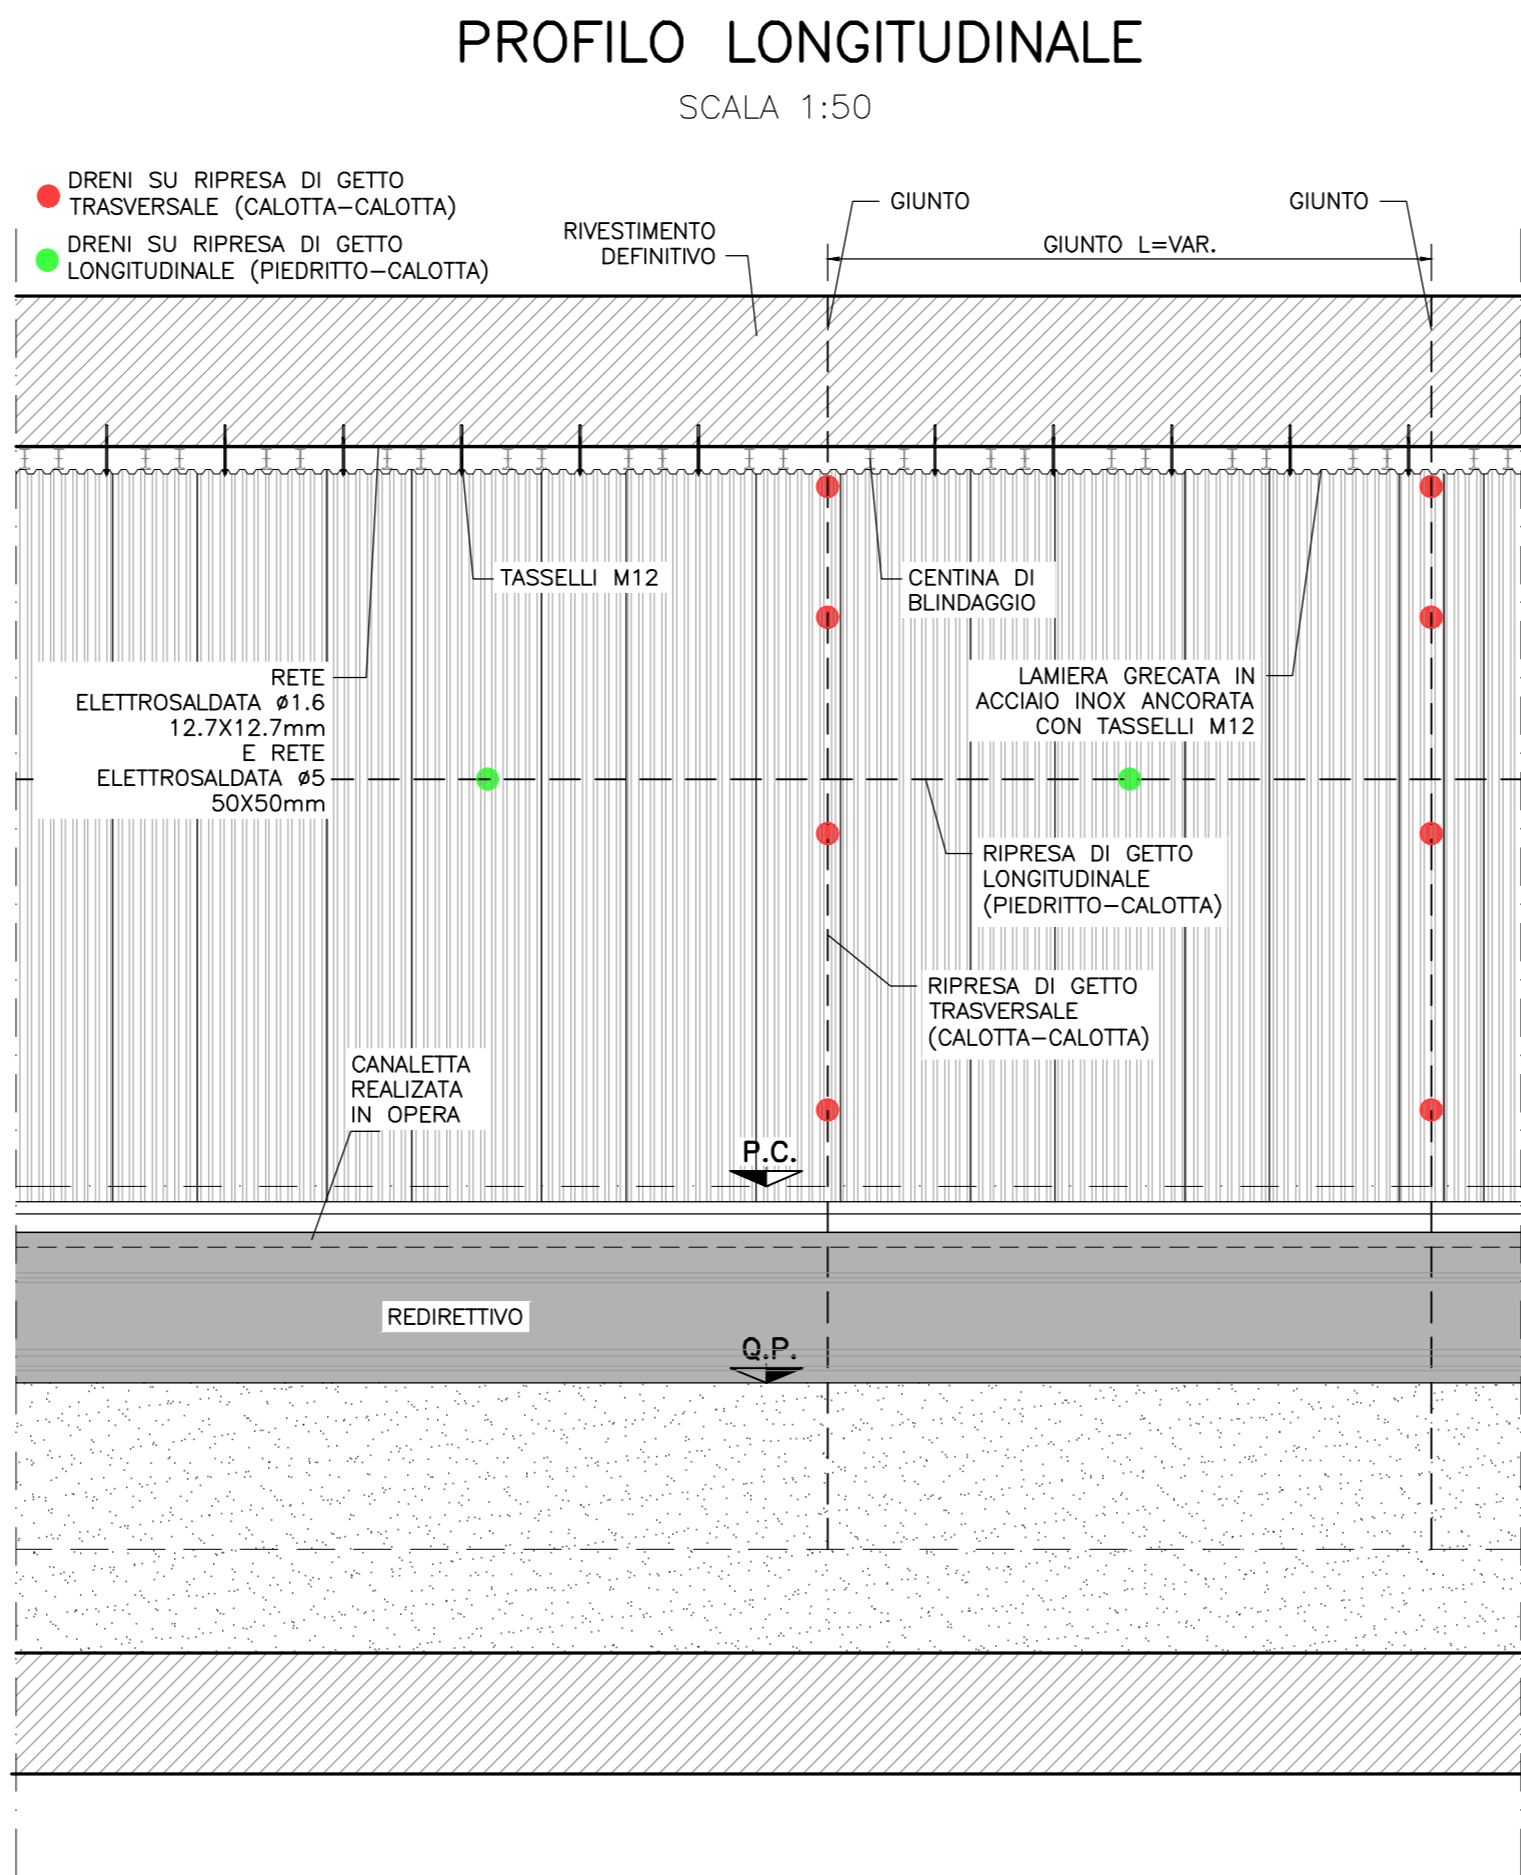 PROFILO LONGITUDINALE
SCALA 1:50
DRENI SU RIPRESA DI GETTO
TRASVERSALE (CALOTTA-CALOTTA)
DRENI SU RIPRESA DI GETTO
LONGITUDINALE (PIEDRITTO-CALOTTA)
RIVESTIMENTO
DEFINITIVO
GIUNTO
GIUNTO
GIUNTO L=VAR.
TASSELLI M12
CENTINA DI
BLINDAGGIO
RETE
ELETTROSALDATA ø1.6
12.7X12.7mm
E RETE
ELETTROSALDATA ø5
50X50mm
LAMIERA GRECATA IN
ACCIAIO INOX ANCORATA
CON TASSELLI M12
RIPRESA DI GETTO
LONGITUDINALE
(PIEDRITTO-CALOTTA)
RIPRESA DI GETTO
TRASVERSALE
(CALOTTA-CALOTTA)
CANALETTA
REALIZATA
IN OPERA
P.C.
REDIRETTIVO
Q.P.